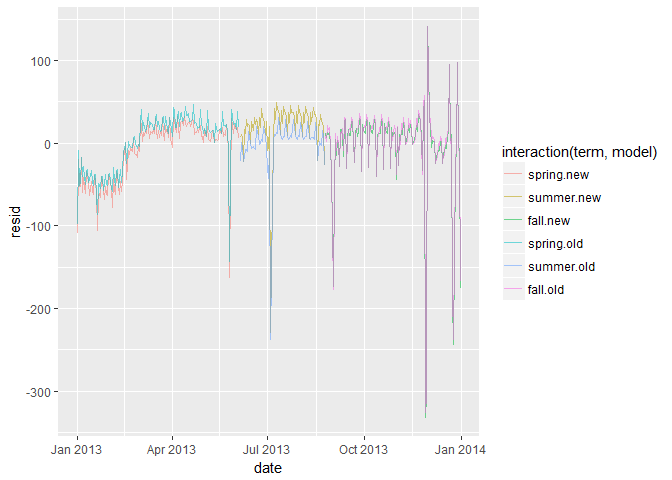 100
0
-100
-200
-300
resid
Jan 2013
Apr 2013
Jul 2013
Oct 2013
Jan 2014
date
interaction(term, model)
spring.new
summer.new
fall.new
spring.old
summer.old
fall.old